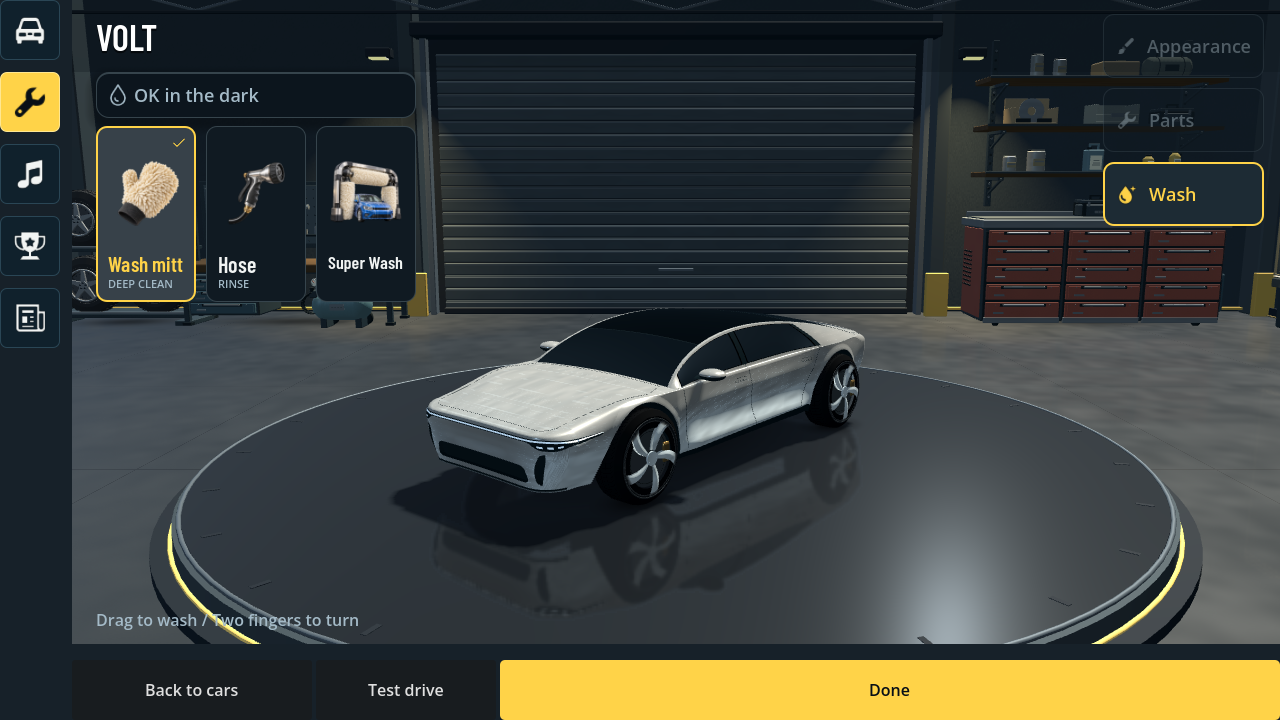 VOLT
OK in the dark
Wash mitt
DEEP CLEAN
Hose
RINSE
Super Wash
Appearance
Parts
Wash
Drag to wash / Two fingers to turn
Back to cars
Test drive
Done